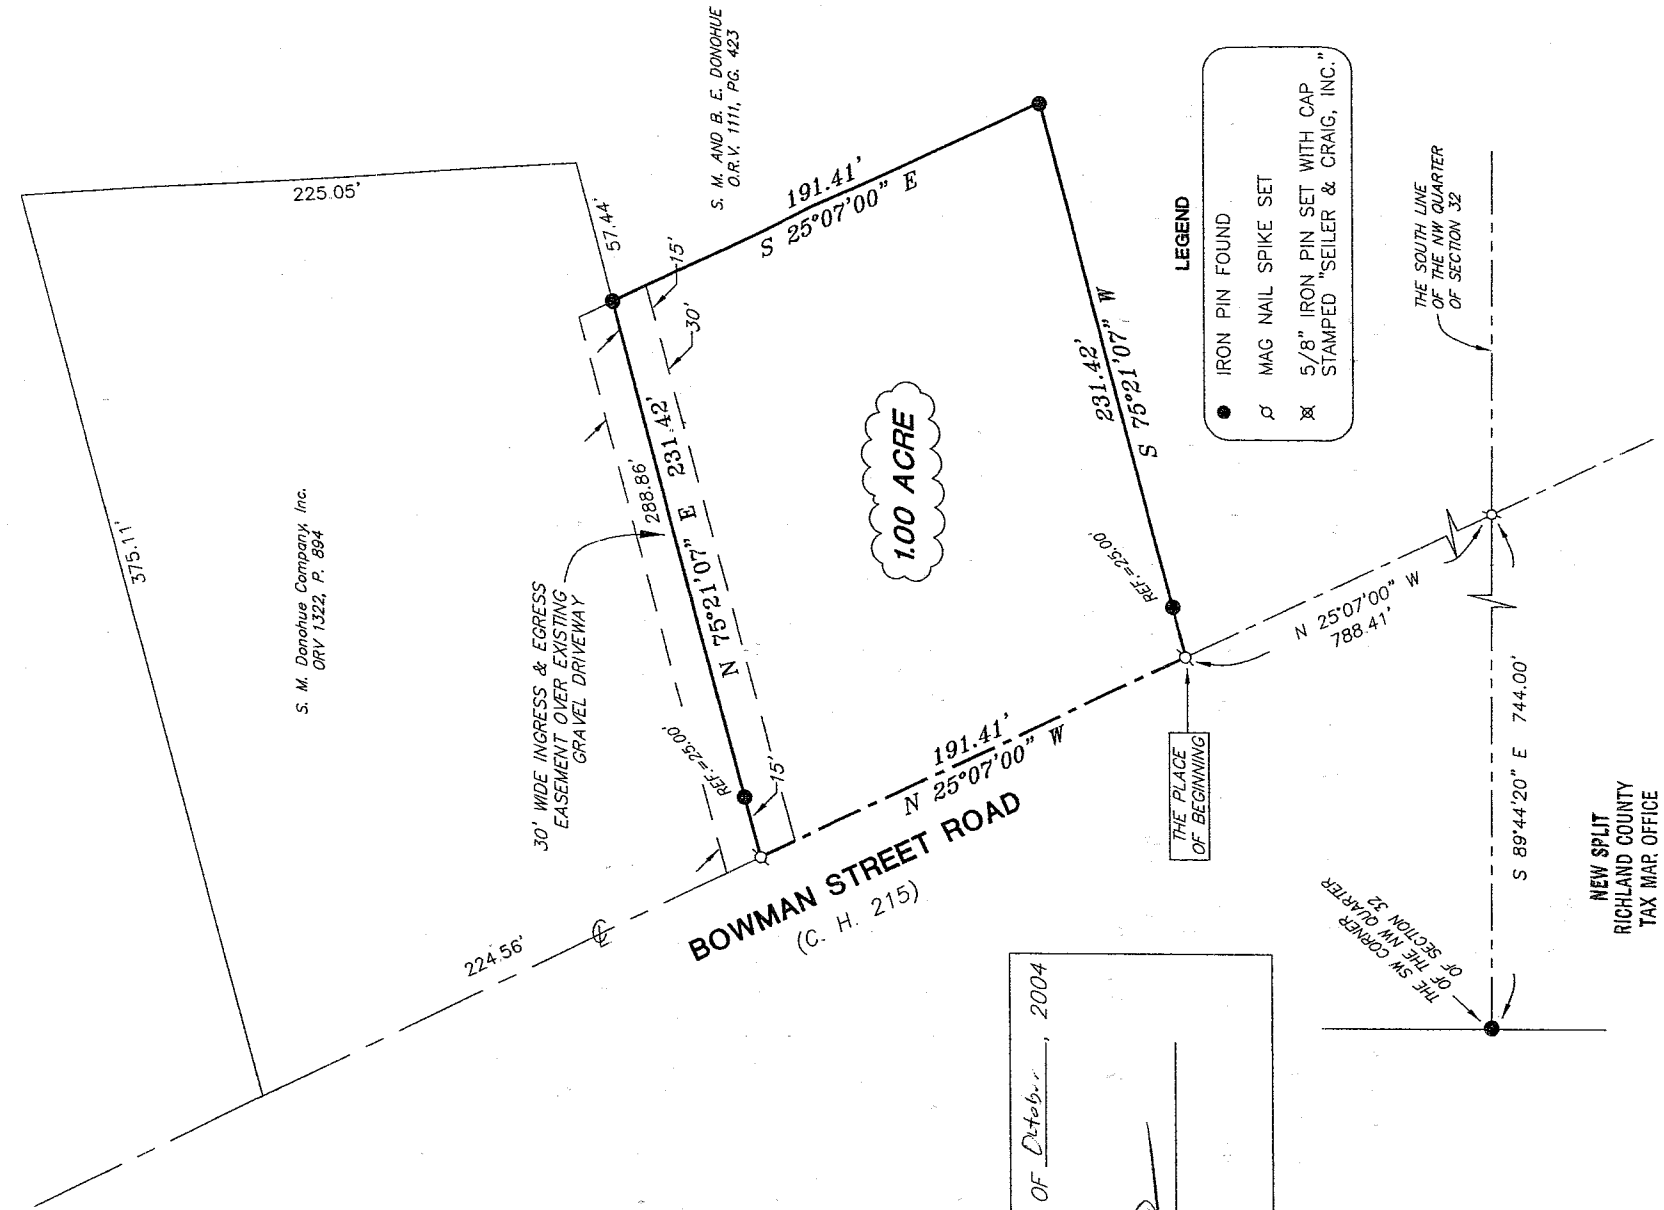 S. M. AND B. E. DONOHUE
O.R.V. 1111, PG. 423
225.05'
57.44'
375.11'
S. M. Donohue Company, Inc.
ORV 1322, P. 894
191.41'
S 25°07'00" E
15'
30'
30' WIDE INGRESS & EGRESS
EASEMENT OVER EXISTING
GRAVEL DRIVEWAY
288.86'
N 75°21'07" E 231.42'
REF.=25.00'
15'
1.00 ACRE
231.42'
S 75°21'07" W
REF.=25.00'
LEGEND
IRON PIN FOUND
MAG NAIL SPIKE SET
5/8" IRON PIN SET WITH CAP
STAMPED "SEILER & CRAIG, INC."
THE SOUTH LINE
OF THE NW QUARTER
OF SECTION 32
191.41'
N 25°07'00" W
224.56'
BOWMAN STREET ROAD
(C. H. 215)
THE PLACE
OF BEGINNING
N 25°07'00" W
788.41'
S 89°44'20" E 744.00'
THE SW CORNER
OF THE NW QUARTER
OF SECTION 32
OF October, 2004
NEW SPLIT
RICHLAND COUNTY
TAX MAP OFFICE